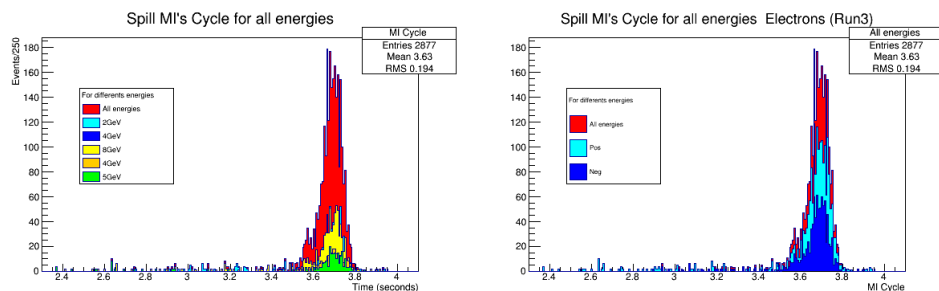 Spill MI's Cycle for all energies
MI Cycle
Entries 2877
Mean 3.63
RMS 0.194
Events/250
180
160
140
120
100
80
60
40
20
0
For differents energies
All energies
2GeV
4GeV
8GeV
4GeV
5GeV
2.4 2.6 2.8 3 3.2 3.4 3.6 3.8 4
Time (seconds)
Spill MI's Cycle for all energies Electrons (Run3)
All energies
Entries 2877
Mean 3.63
RMS 0.194
180
160
140
120
100
80
60
40
20
0
For differents energies
All energies
Pos
Neg
2.4 2.6 2.8 3 3.2 3.4 3.6 3.8 4
MI Cycle